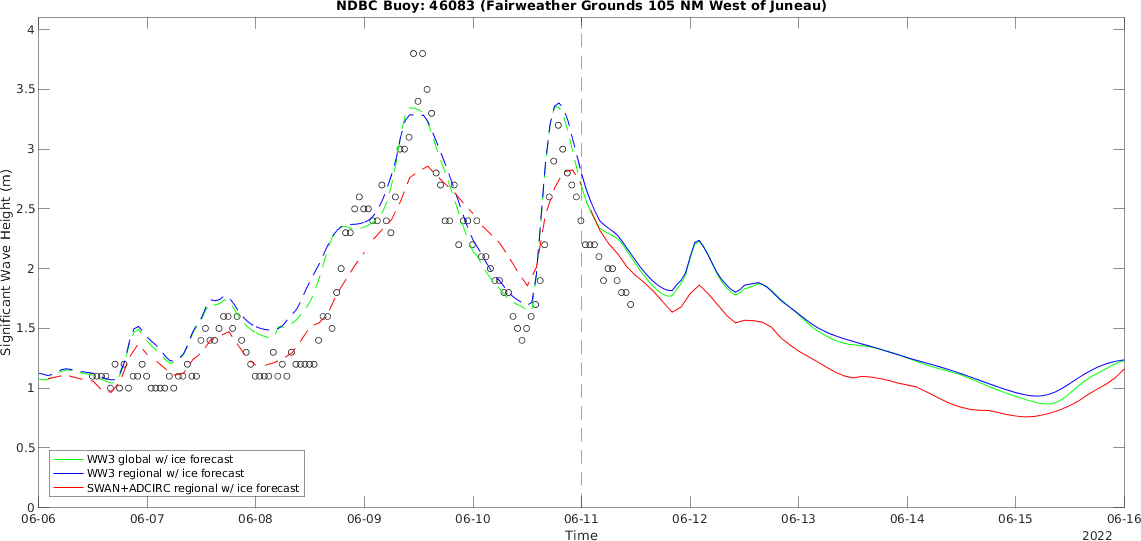 NDBC Buoy: 46083 (Fairweather Grounds 105 NM West of Juneau)
4
3.5
3
2.5
2
1.5
1
0.5
0
Significant Wave Height (m)
WW3 global w/ ice forecast
WW3 regional w/ ice forecast
SWAN+ADCIRC regional w/ ice forecast
06-06 06-07 06-08 06-09 06-10 06-11 06-12 06-13 06-14 06-15 06-16
Time
2022